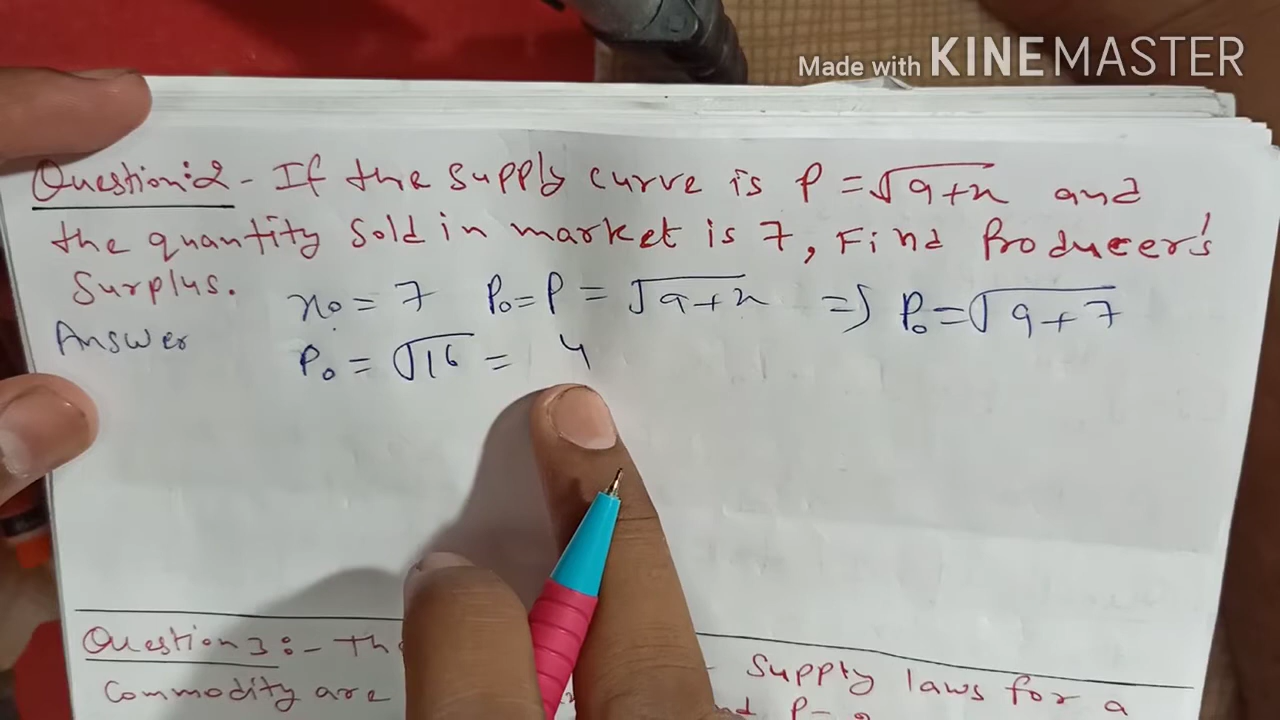 Made with KINEMASTER
Question:2 - If the supply curve is P = √9+x and
the quantity sold in market is 7, Find Producer's
Surplus.
x₀ = 7 P₀ = P = √9+x => P₀ = √9+7
Answer
P₀ = √16 = 4
Question 3:- Th
Supply laws for a
Commodity are